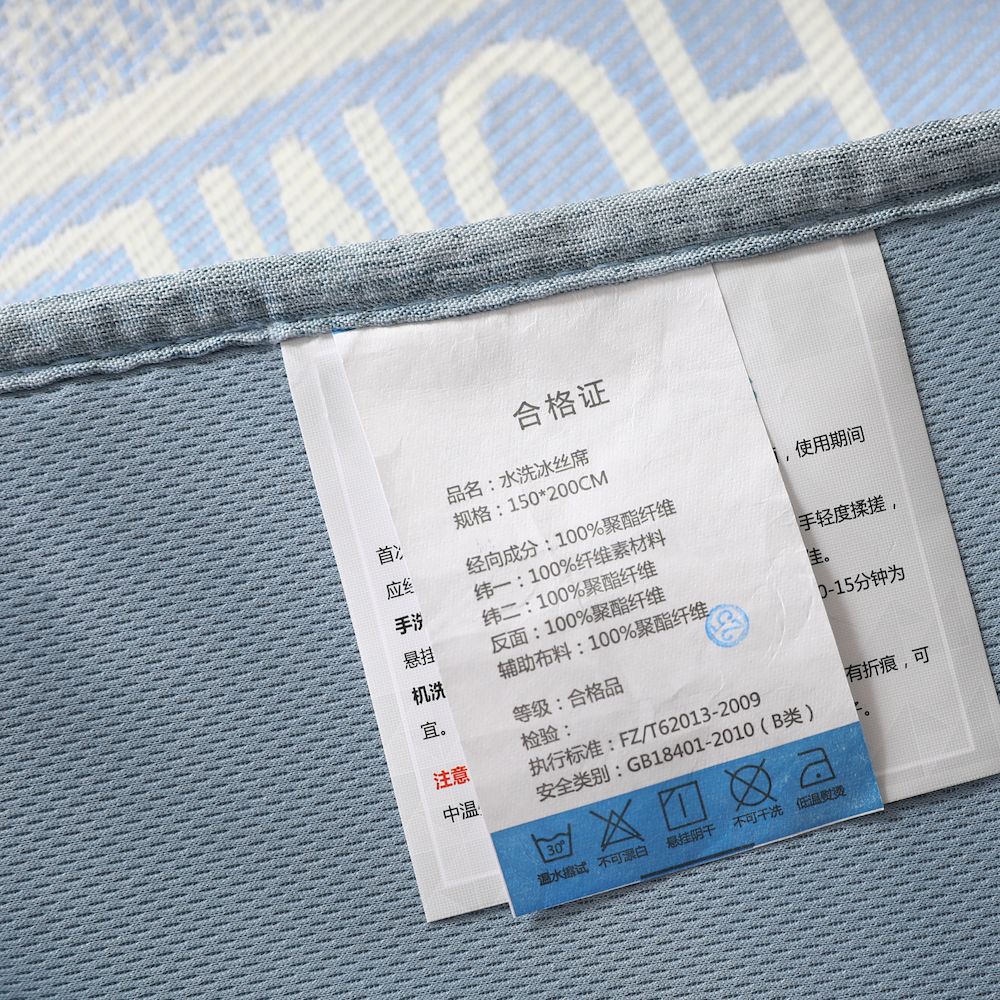 合格证
品名：水洗冰丝席
规格：150*200CM
经向成分：100%聚酯纤维
纬一：100%纤维素材料
纬二：100%聚酯纤维
反面：100%聚酯纤维
辅助布料：100%聚酯纤维
等级：合格品
检验：
执行标准：FZ/T62013-2009
安全类别：GB18401-2010（B类）
30°
温水擦试 不可漂白 悬挂阴干 不可干洗 低温熨烫
首次
应经
手洗
悬挂
机洗
宜。
注意
中温
，使用期间
手轻度揉搓，
佳。
0-15分钟为
有折痕，可
。